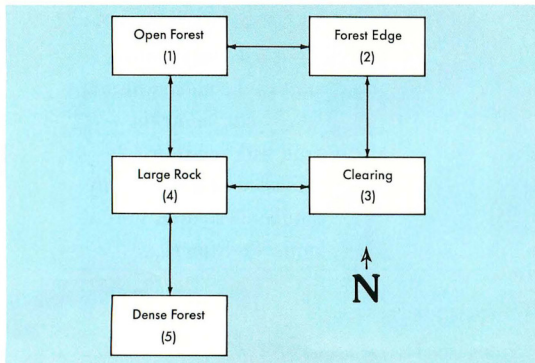 Open Forest
(1)
Forest Edge
(2)
Large Rock
(4)
Clearing
(3)
N
Dense Forest
(5)